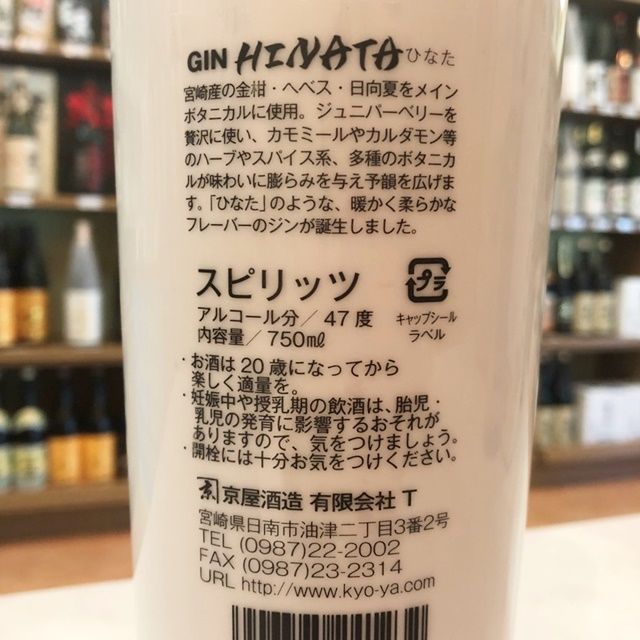 GIN HINATA ひなた
宮崎産の金柑・ヘベス・日向夏をメイン
ボタニカルに使用。ジュニパーベリーを
贅沢に使い、カモミールやカルダモン等
のハーブやスパイス系、多種のボタニカ
ルが味わいに膨らみを与え予韻を広げま
す。「ひなた」のような、暖かく柔らかな
フレーバーのジンが誕生しました。
スピリッツ
アルコール分/47度
内容量/750mℓ
プラ
キャップシール
ラベル
・お酒は20歳になってから
楽しく適量を。
・妊娠中や授乳期の飲酒は、胎児・
乳児の発育に影響するおそれが
ありますので、気をつけましょう。
・開栓には十分お気をつけください。
京屋酒造 有限会社 T
宮崎県日南市油津二丁目3番2号
TEL (0987)22-2002
FAX (0987)23-2314
URL http://www.kyo-ya.com